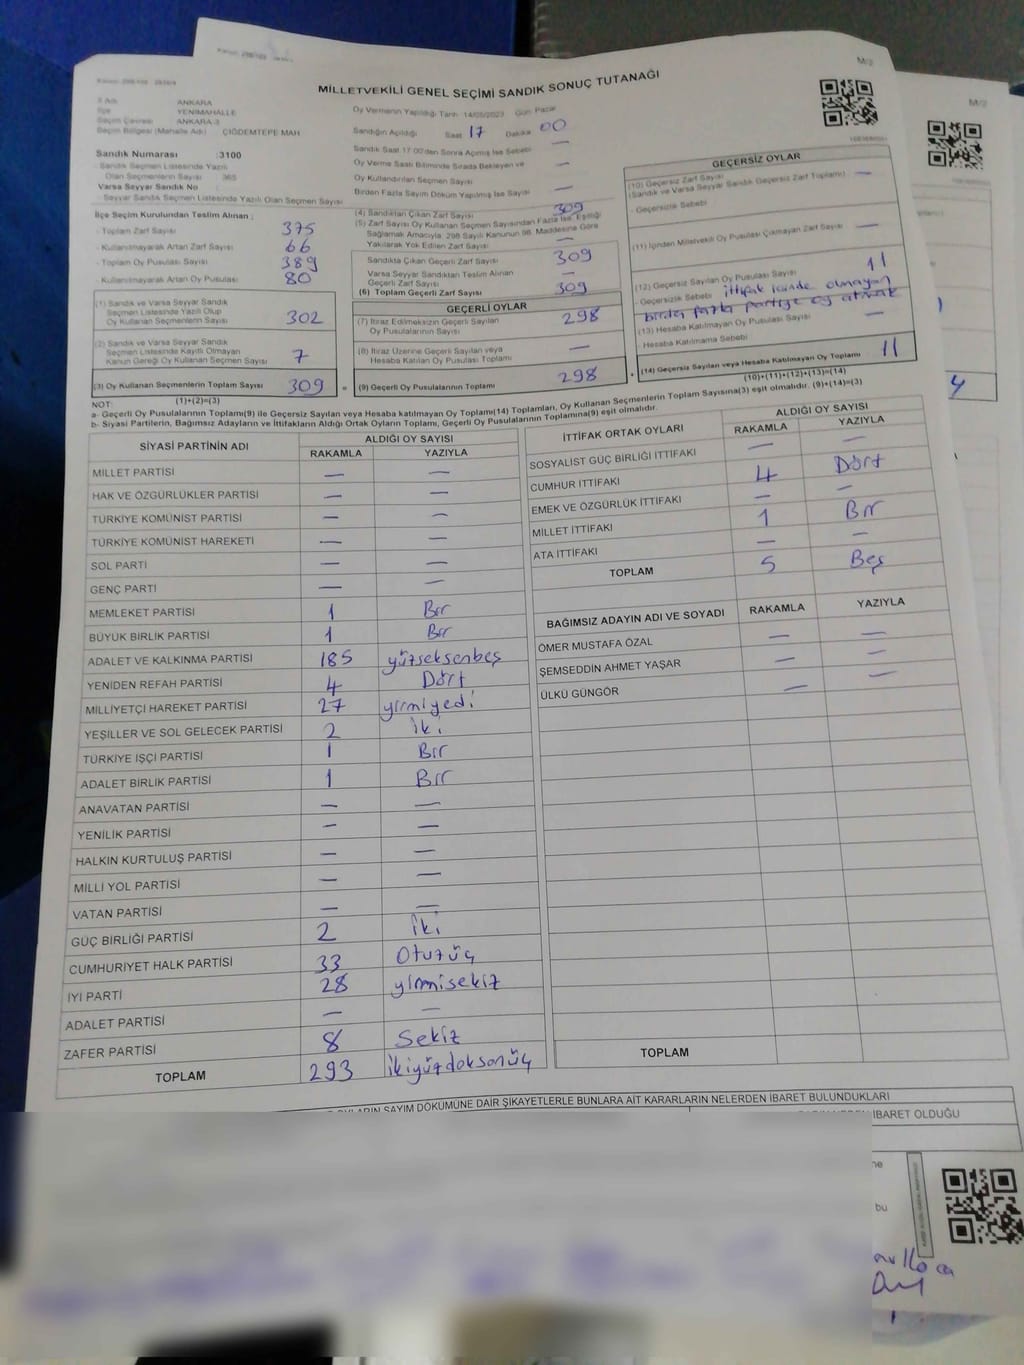 M/2
MİLLETVEKİLİ GENEL SEÇİMİ SANDIK SONUÇ TUTANAĞI
M/2
İl Adı ANKARA
İlçe YENİMAHALLE
Seçim Çevresi ANKARA-3
Seçim Bölgesi (Mahalle Adı) ÇİĞDEMTEPE MAH
Sandık Numarası :3100
Sandık Seçmen Listesinde Yazılı
Olan Seçmenlerin Sayısı 365
Varsa Seyyar Sandık No
Seyyar Sandık Seçmen Listesinde Yazılı Olan Seçmen Sayısı
İlçe Seçim Kurulundan Teslim Alınan ;
- Toplam Zarf Sayısı 375
- Kullanılmayarak Artan Zarf Sayısı 66
- Toplam Oy Pusulası Sayısı 389
- Kullanılmayarak Artan Oy Pusulası 80
(1) Sandık ve Varsa Seyyar Sandık
Seçmen Listesinde Yazılı Olup
Oy Kullanan Seçmenlerin Sayısı 302
(2) Sandık ve Varsa Seyyar Sandık
Seçmen Listesinde Kayıtlı Olmayan
Kanun Gereği Oy Kullanan Seçmen Sayısı 7
(3) Oy Kullanan Seçmenlerin Toplam Sayısı 309
(1)+(2)=(3)
Oy Vermenin Yapıldığı Tarih 14/05/2023 Gün Pazar
Sandığın Açıldığı Saat 17 Dakika 00
Sandık Saat 17:00'den Sonra Açılmış İse Sebebi —
Oy Verme Saati Bitiminde Sırada Bekleyen ve
Oy Kullandırılan Seçmen Sayısı —
Birden Fazla Sayım Döküm Yapılmış İse Sayısı —
(4) Sandıktan Çıkan Zarf Sayısı 309
(5) Zarf Sayısı Oy Kullanan Seçmen Sayısından Fazla İse, Eşitliği
Sağlamak Amacıyla, 298 Sayılı Kanunun 98. Maddesine Göre
Yakılarak Yok Edilen Zarf Sayısı —
Sandıkta Çıkan Geçerli Zarf Sayısı 309
Varsa Seyyar Sandıktan Teslim Alınan
Geçerli Zarf Sayısı —
(6) Toplam Geçerli Zarf Sayısı 309
GEÇERLİ OYLAR
(7) İtiraz Edilmeksizin Geçerli Sayılan
Oy Pusulalarının Sayısı 298
(8) İtiraz Üzerine Geçerli Sayılan veya
Hesaba Katılan Oy Pusulası Toplamı —
= (9) Geçerli Oy Pusulalarının Toplamı 298
GEÇERSİZ OYLAR
(10) Geçersiz Zarf Sayısı —
(Sandık ve Varsa Seyyar Sandık Geçersiz Zarf Toplamı)
- Geçersizlik Sebebi
(11) İçinden Milletvekili Oy Pusulası Çıkmayan Zarf Sayısı —
(12) Geçersiz Sayılan Oy Pusulası Sayısı 11
- Geçersizlik Sebebi ittifak içinde olmayan
birden fazla partiye oy atmak
(13) Hesaba Katılmayan Oy Pusulası Sayısı —
- Hesaba Katılmama Sebebi
+ (14) Geçersiz Sayılan veya Hesaba Katılmayan Oy Toplamı 11
(10)+(11)+(12)+(13)=(14)
NOT:
a- Geçerli Oy Pusulalarının Toplamı(9) ile Geçersiz Sayılan veya Hesaba katılmayan Oy Toplamı(14) Toplamları, Oy Kullanan Seçmenlerin Toplam Sayısına(3) eşit olmalıdır. (9)+(14)=(3)
b- Siyasi Partilerin, Bağımsız Adayların ve İttifakların Aldığı Ortak Oyların Toplamı, Geçerli Oy Pusulalarının Toplamına(9) eşit olmalıdır.
SİYASİ PARTİNİN ADI ALDIĞI OY SAYISI
RAKAMLA YAZIYLA
MİLLET PARTİSİ — —
HAK VE ÖZGÜRLÜKLER PARTİSİ — —
TÜRKİYE KOMÜNİST PARTİSİ — —
TÜRKİYE KOMÜNİST HAREKETİ — —
SOL PARTİ — —
GENÇ PARTİ — —
MEMLEKET PARTİSİ 1 Bir
BÜYÜK BİRLİK PARTİSİ 1 Bir
ADALET VE KALKINMA PARTİSİ 185 yüzseksenbeş
YENİDEN REFAH PARTİSİ 4 Dört
MİLLİYETÇİ HAREKET PARTİSİ 27 yirmiyedi
YEŞİLLER VE SOL GELECEK PARTİSİ 2 iki
TÜRKİYE İŞÇİ PARTİSİ 1 Bir
ADALET BİRLİK PARTİSİ 1 Bir
ANAVATAN PARTİSİ — —
YENİLİK PARTİSİ — —
HALKIN KURTULUŞ PARTİSİ — —
MİLLİ YOL PARTİSİ — —
VATAN PARTİSİ — —
GÜÇ BİRLİĞİ PARTİSİ 2 iki
CUMHURİYET HALK PARTİSİ 33 Otuzüç
İYİ PARTİ 28 yirmisekiz
ADALET PARTİSİ — —
ZAFER PARTİSİ 8 Sekiz
TOPLAM 293 ikiyüzdoksanüç
İTTİFAK ORTAK OYLARI ALDIĞI OY SAYISI
RAKAMLA YAZIYLA
SOSYALİST GÜÇ BİRLİĞİ İTTİFAKI — —
CUMHUR İTTİFAKI 4 Dört
EMEK VE ÖZGÜRLÜK İTTİFAKI — —
MİLLET İTTİFAKI 1 Bir
ATA İTTİFAKI — —
TOPLAM 5 Beş
BAĞIMSIZ ADAYIN ADI VE SOYADI RAKAMLA YAZIYLA
ÖMER MUSTAFA ÖZAL — —
ŞEMSEDDİN AHMET YAŞAR — —
ÜLKÜ GÜNGÖR — —
TOPLAM
OYLARIN SAYIM DÖKÜMÜNE DAİR ŞİKAYETLERLE BUNLARA AİT KARARLARIN NELERDEN İBARET BULUNDUKLARI
İBARET OLDUĞU
ne
bu